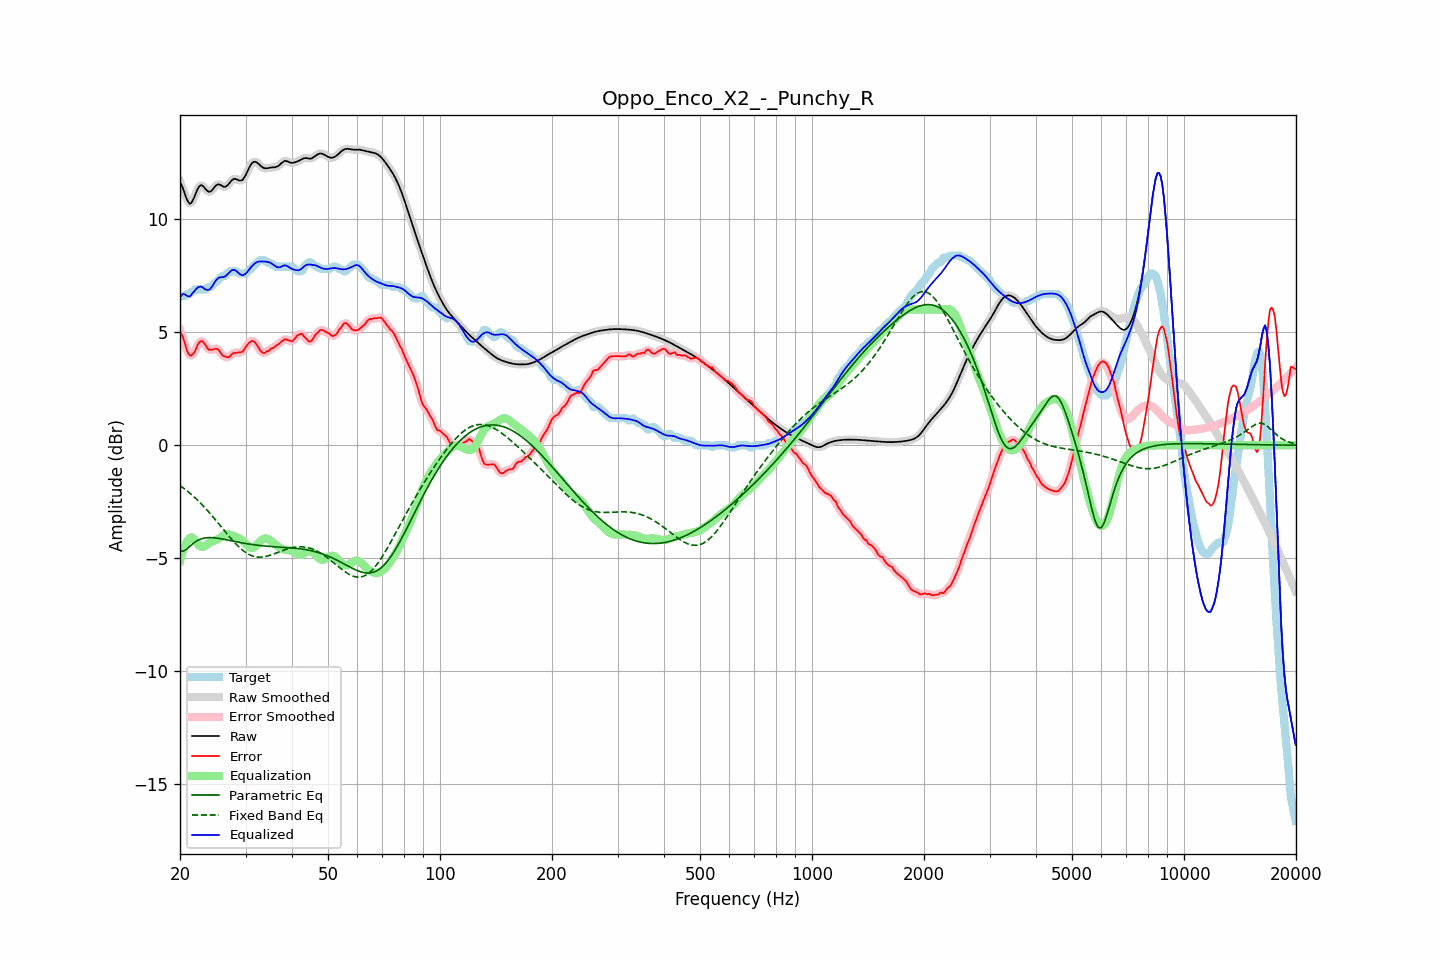 Oppo_Enco_X2_-_Punchy_R
Amplitude (dBr)
10
5
0
−5
−10
−15
Target
Raw Smoothed
Error Smoothed
Raw
Error
Equalization
Parametric Eq
Fixed Band Eq
Equalized
20 50 100 200 500 1000 2000 5000 10000 20000
Frequency (Hz)